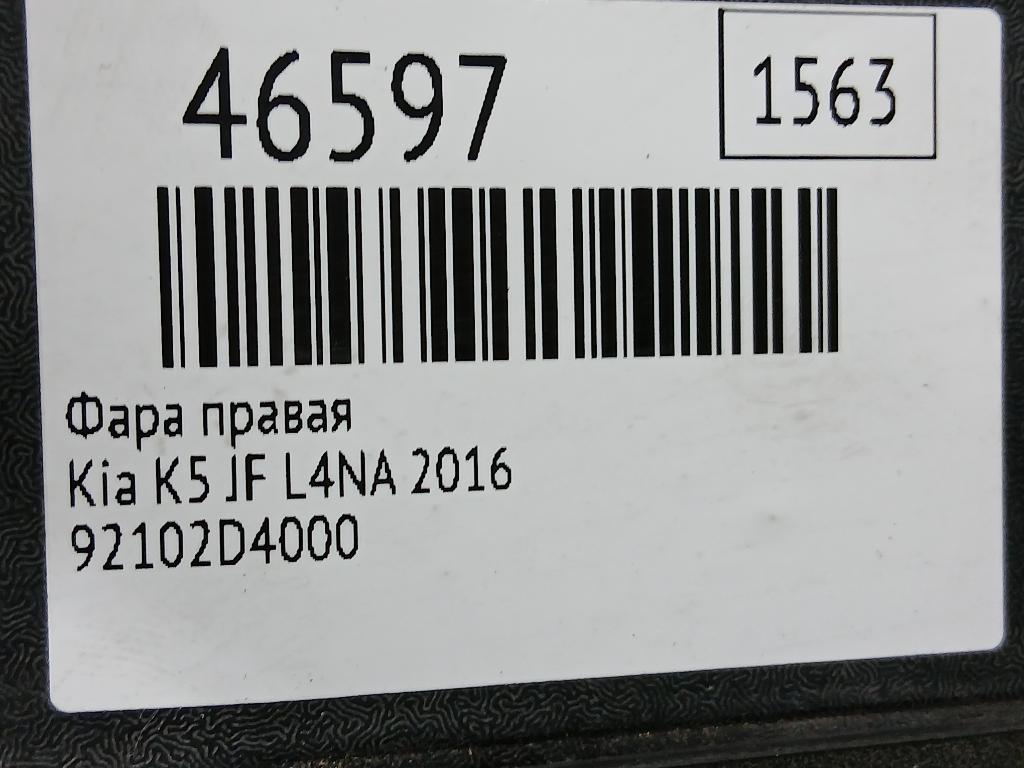 46597
1563
Фара правая
Kia K5 JF L4NA 2016
92102D4000